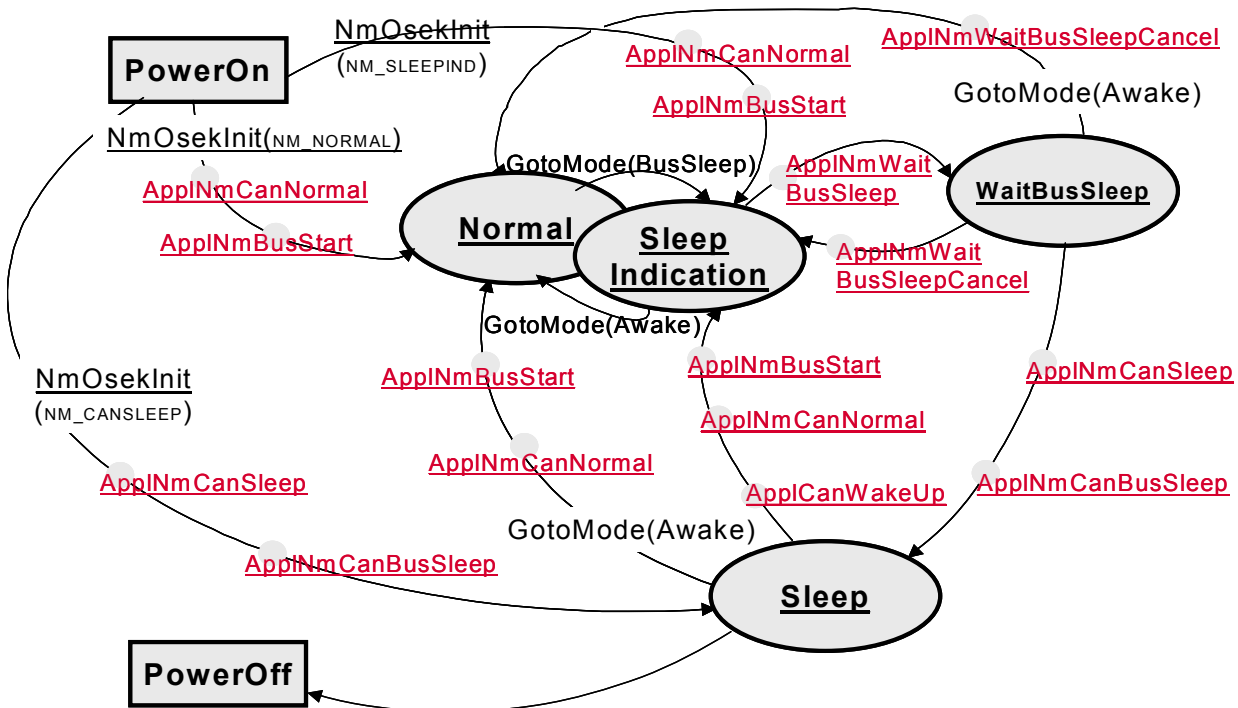 NmOsekInit
(NM_SLEEPIND)
ApplNmWaitBusSleepCancel
ApplNmCanNormal
PowerOn
GotoMode(Awake)
ApplNmBusStart
NmOsekInit(NM_NORMAL)
GotoMode(BusSleep)
ApplNmWait
BusSleep
ApplNmCanNormal
WaitBusSleep
Normal
Sleep
Indication
ApplNmBusStart
ApplNmWait
BusSleepCancel
GotoMode(Awake)
NmOsekInit
(NM_CANSLEEP)
ApplNmBusStart
ApplNmBusStart
ApplNmCanSleep
ApplNmCanNormal
ApplNmCanNormal
ApplNmCanSleep
ApplCanWakeUp
ApplNmCanBusSleep
GotoMode(Awake)
ApplNmCanBusSleep
Sleep
PowerOff